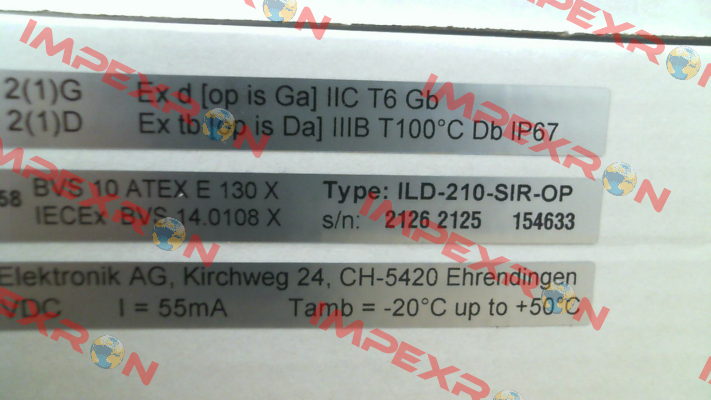 2(1)G Ex d [op is Ga] IIC T6 Gb
2(1)D Ex tb [op is Da] IIIB T100°C Db IP67
58 BVS 10 ATEX E 130 X Type: ILD-210-SIR-OP
IECEx BVS 14.0108 X s/n: 2126 2125 154633
Elektronik AG, Kirchweg 24, CH-5420 Ehrendingen
VDC I = 55mA Tamb = -20°C up to +50°C
IMPEXRON
IMPEXRON
IMPEXRON
IMPEXRON
IMPEXRON